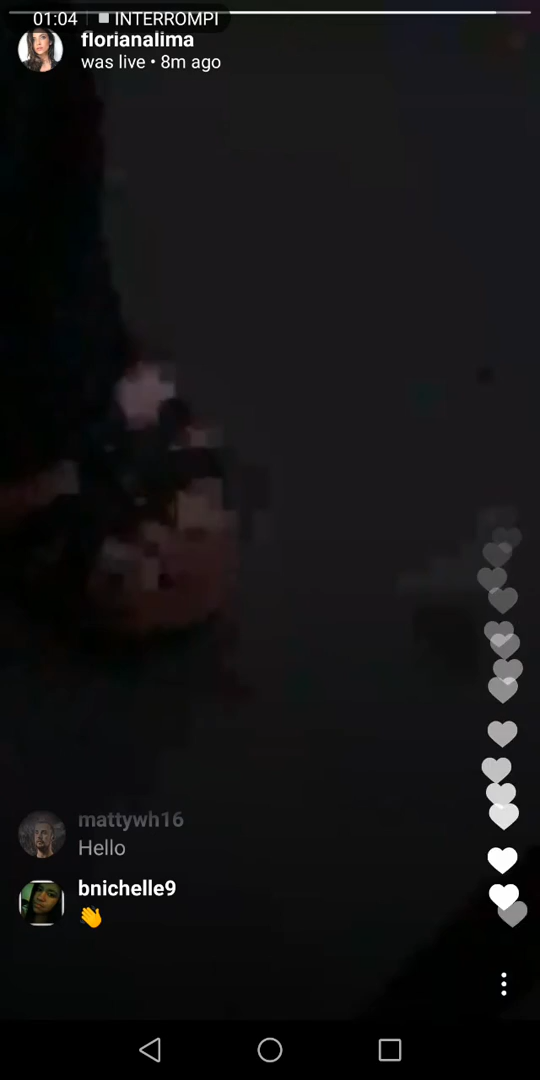 01:04 INTERROMPI
florianalima
was live • 8m ago
mattywh16
Hello
bnichelle9
👋